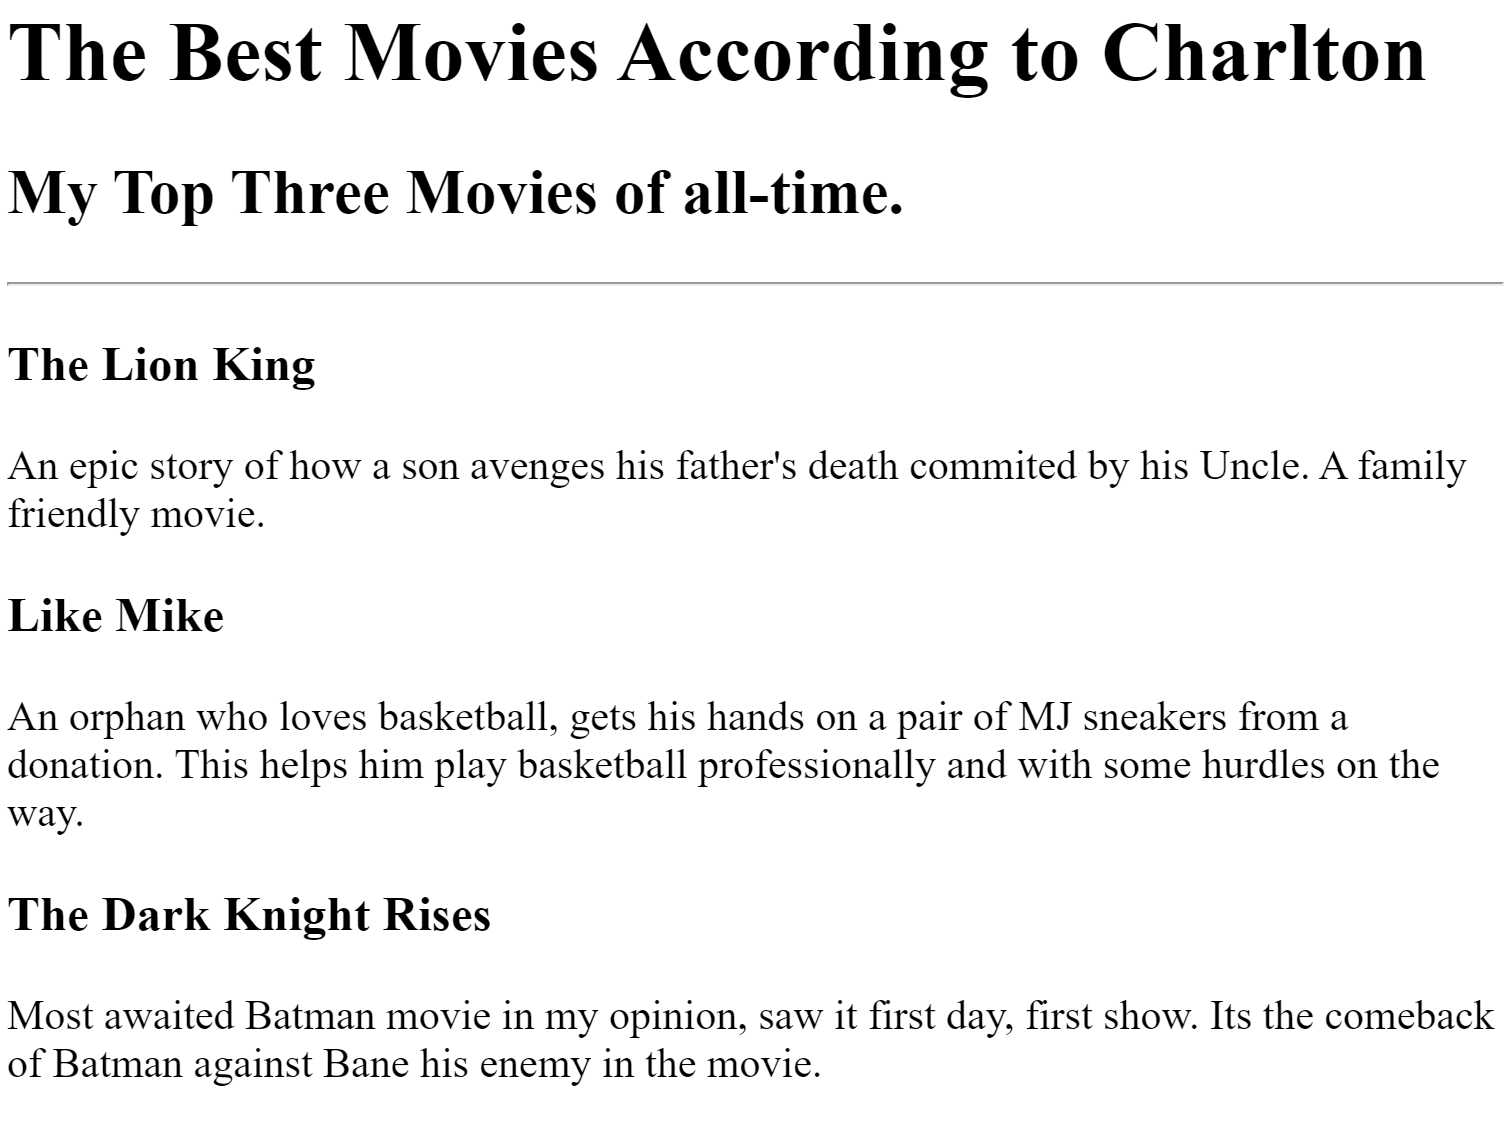 The Best Movies According to Charlton
My Top Three Movies of all-time.
The Lion King
An epic story of how a son avenges his father's death commited by his Uncle. A family
friendly movie.
Like Mike
An orphan who loves basketball, gets his hands on a pair of MJ sneakers from a
donation. This helps him play basketball professionally and with some hurdles on the
way.
The Dark Knight Rises
Most awaited Batman movie in my opinion, saw it first day, first show. Its the comeback
of Batman against Bane his enemy in the movie.